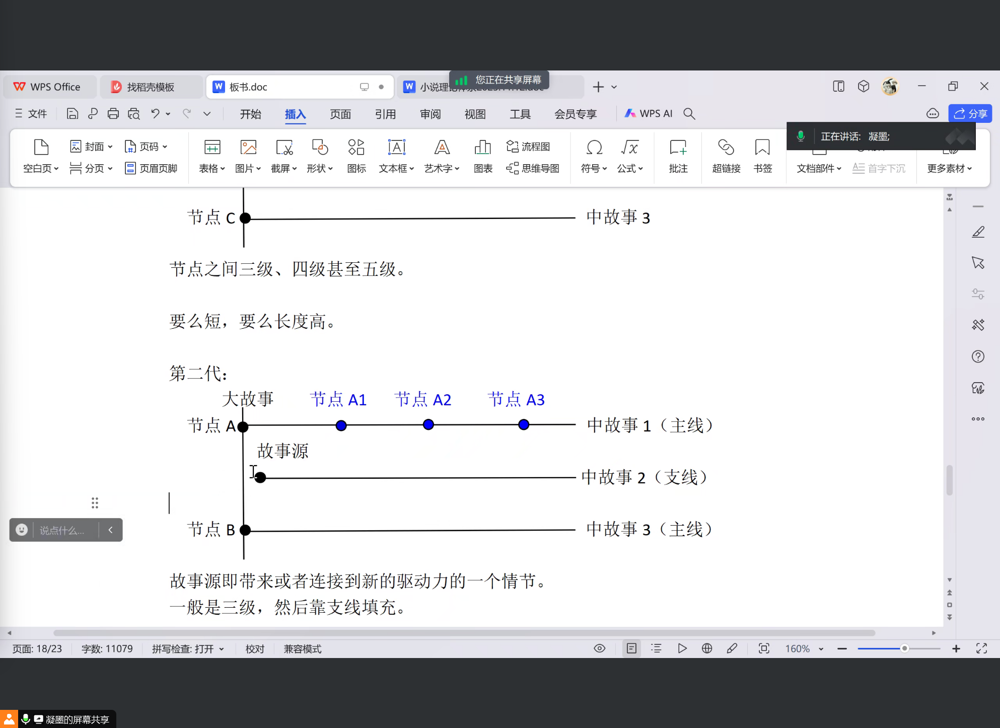 WPS Office 找稻壳模板 板书.doc 您正在共享屏幕
文件 开始 插入 页面 引用 审阅 视图 工具 会员专享 WPS AI 分享
正在讲话: 凝墨;
封面 页码 流程图
空白页 分页 页眉页脚 表格 图片 截屏 形状 图标 文本框 艺术字 图表 思维导图 符号 公式 批注 超链接 书签 文档部件 首字下沉 更多素材
节点 C 中故事 3
节点之间三级、四级甚至五级。
要么短，要么长度高。
第二代：
大故事 节点 A1 节点 A2 节点 A3
节点 A 中故事 1（主线）
故事源
中故事 2（支线）
说点什么...
节点 B 中故事 3（主线）
故事源即带来或者连接到新的驱动力的一个情节。
一般是三级，然后靠支线填充。
页面: 18/23 字数: 11079 拼写检查: 打开 校对 兼容模式 160%
凝墨的屏幕共享